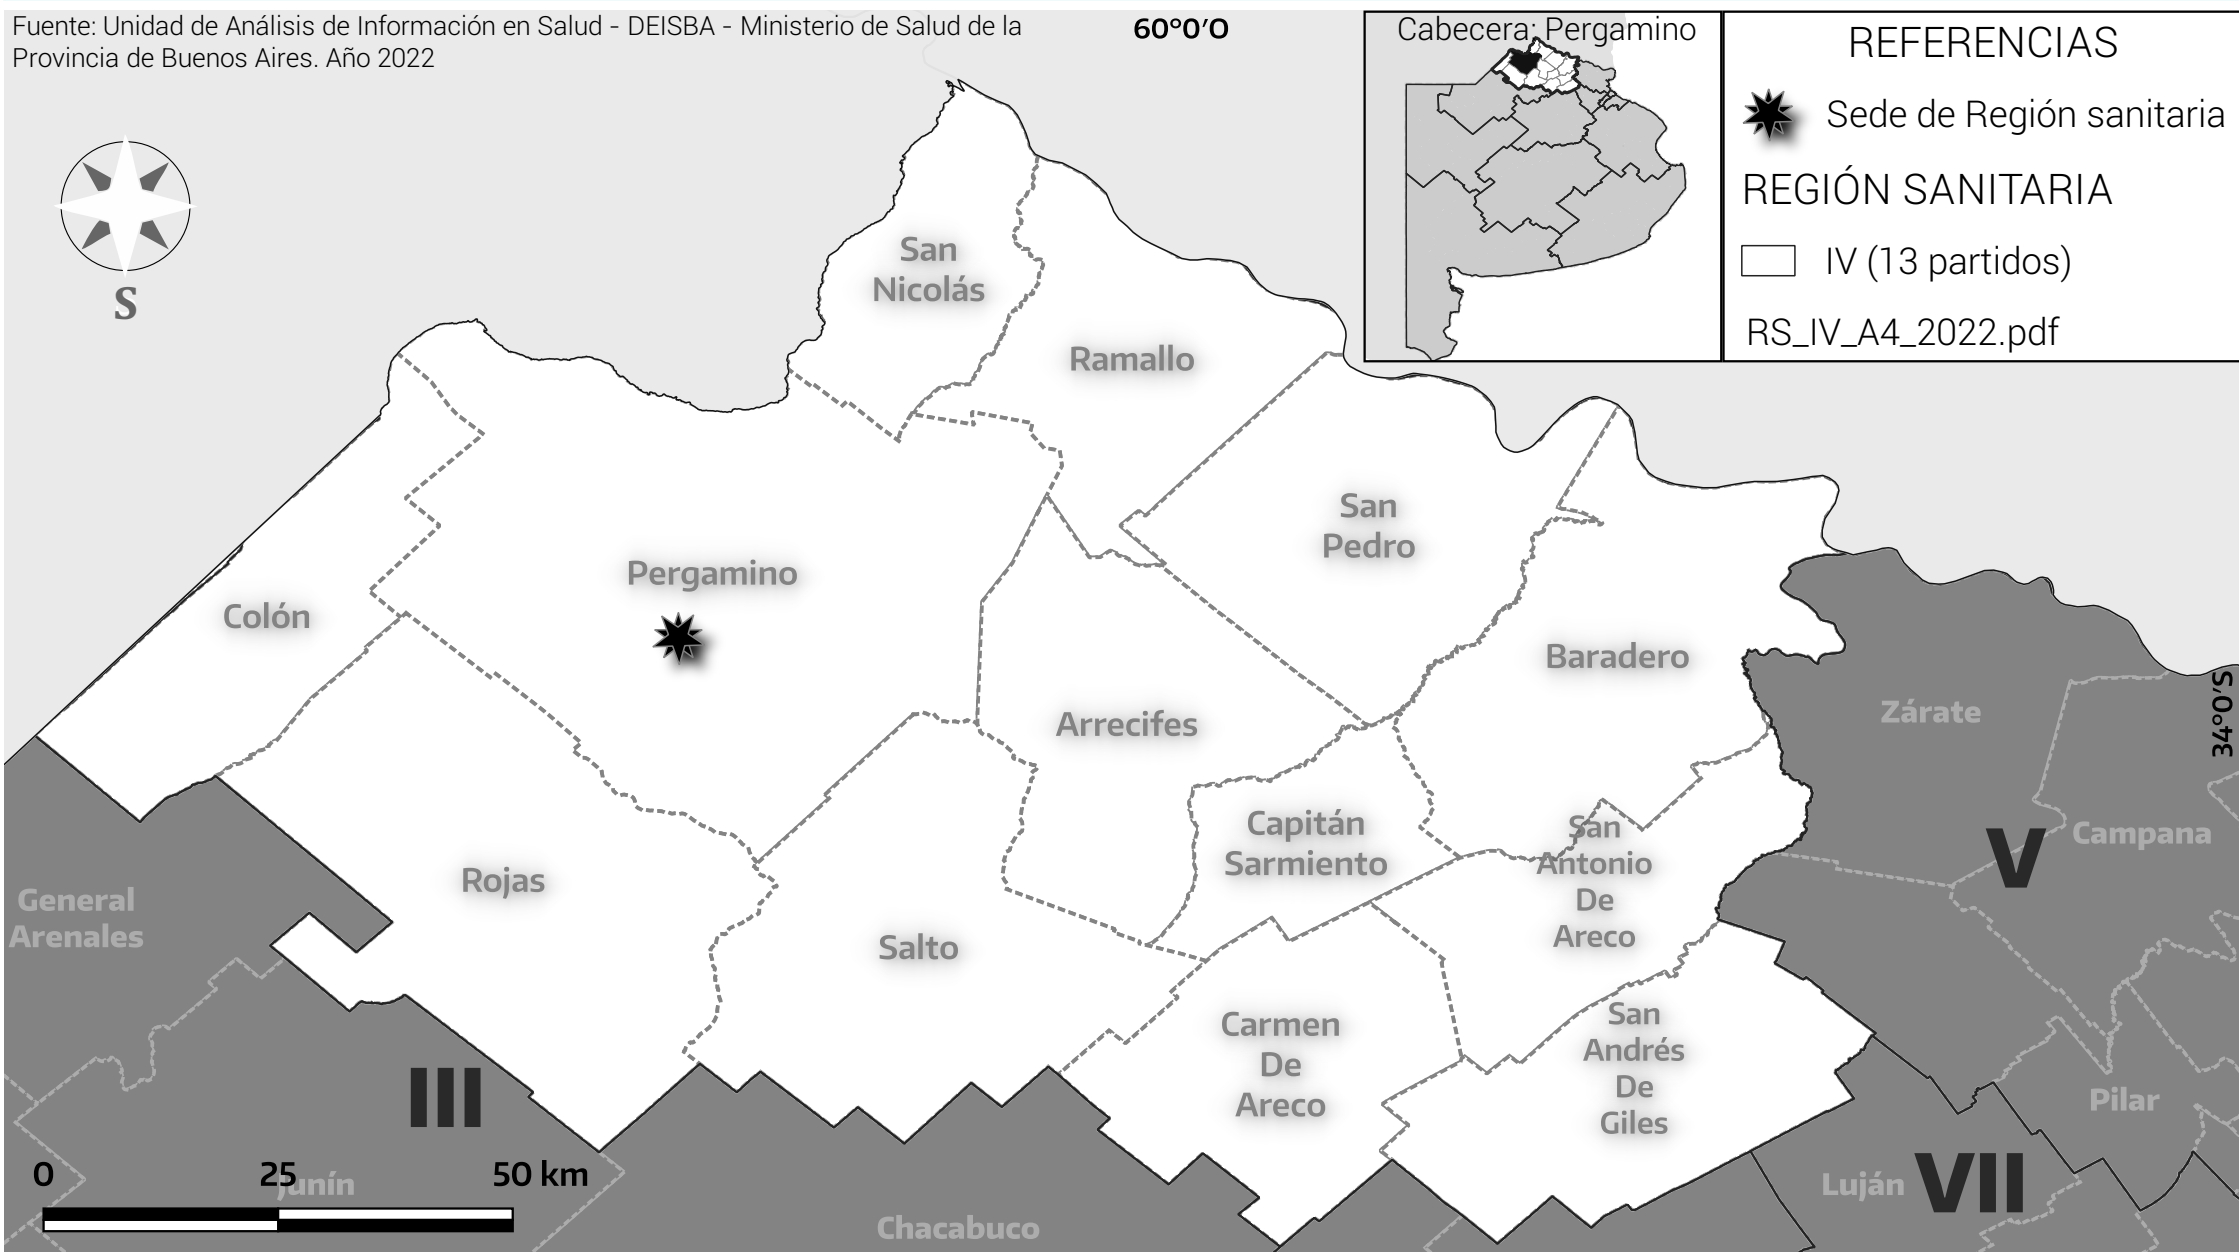 Fuente: Unidad de Análisis de Información en Salud - DEISBA - Ministerio de Salud de la
Provincia de Buenos Aires. Año 2022
60°0′O
Cabecera: Pergamino
REFERENCIAS
Sede de Región sanitaria
REGIÓN SANITARIA
IV (13 partidos)
RS_IV_A4_2022.pdf
S
San
Nicolás
Ramallo
San
Pedro
Pergamino
Colón
Baradero
Arrecifes
Zárate
34°0′S
Capitán
Sarmiento
San
Antonio
De
Areco
Campana
V
Rojas
General
Arenales
Salto
Carmen
De
Areco
San
Andrés
De
Giles
III
Pilar
0 25 50 km
Junín
Luján
VII
Chacabuco